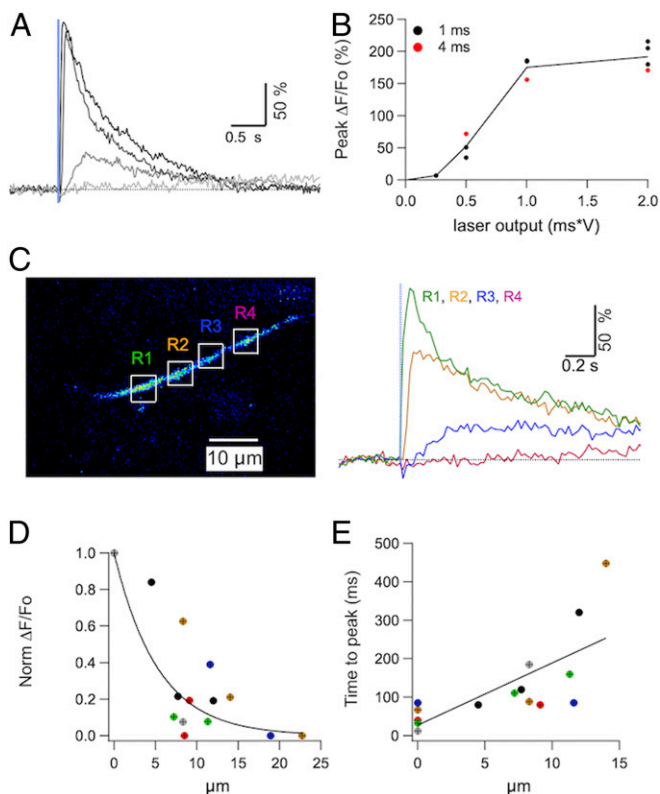 A
0.5 s
50 %
B
Peak ΔF/Fo (%)
250
200
150
100
50
0
1 ms
4 ms
0.0
0.5
1.0
1.5
2.0
laser output (ms*V)
C
R1
R2
R3
R4
10 μm
R1, R2, R3, R4
50 %
0.2 s
D
Norm ΔF/Fo
1.0
0.8
0.6
0.4
0.2
0.0
0
5
10
15
20
25
μm
E
Time to peak (ms)
500
400
300
200
100
0
0
5
10
15
μm